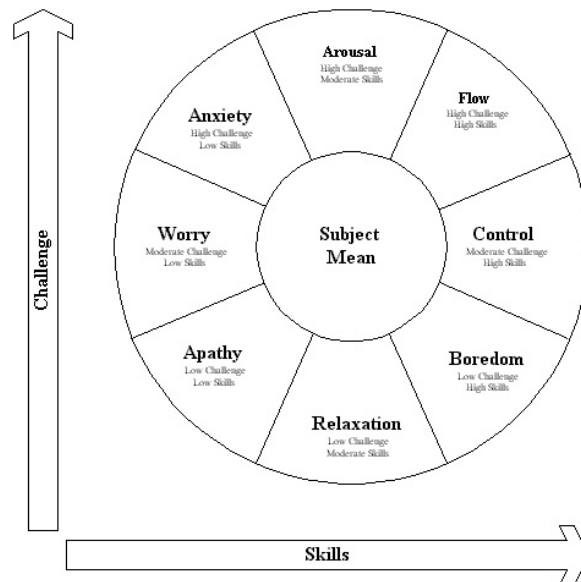 Arousal
High Challenge
Moderate Skills
Flow
High Challenge
High Skills
Anxiety
High Challenge
Low Skills
Worry
Moderate Challenge
Low Skills
Subject
Mean
Control
Moderate Challenge
High Skills
Apathy
Low Challenge
Low Skills
Boredom
Low Challenge
High Skills
Relaxation
Low Challenge
Moderate Skills
Challenge
Skills